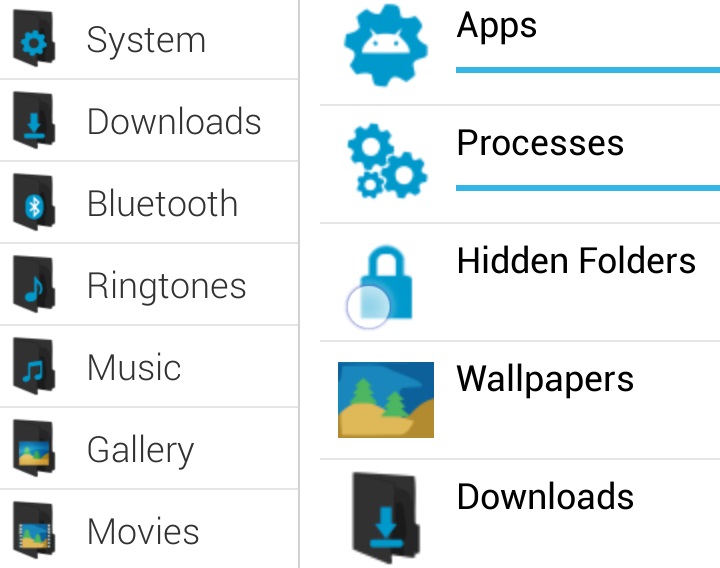 System
Downloads
Bluetooth
Ringtones
Music
Gallery
Movies
Apps
Processes
Hidden Folders
Wallpapers
Downloads